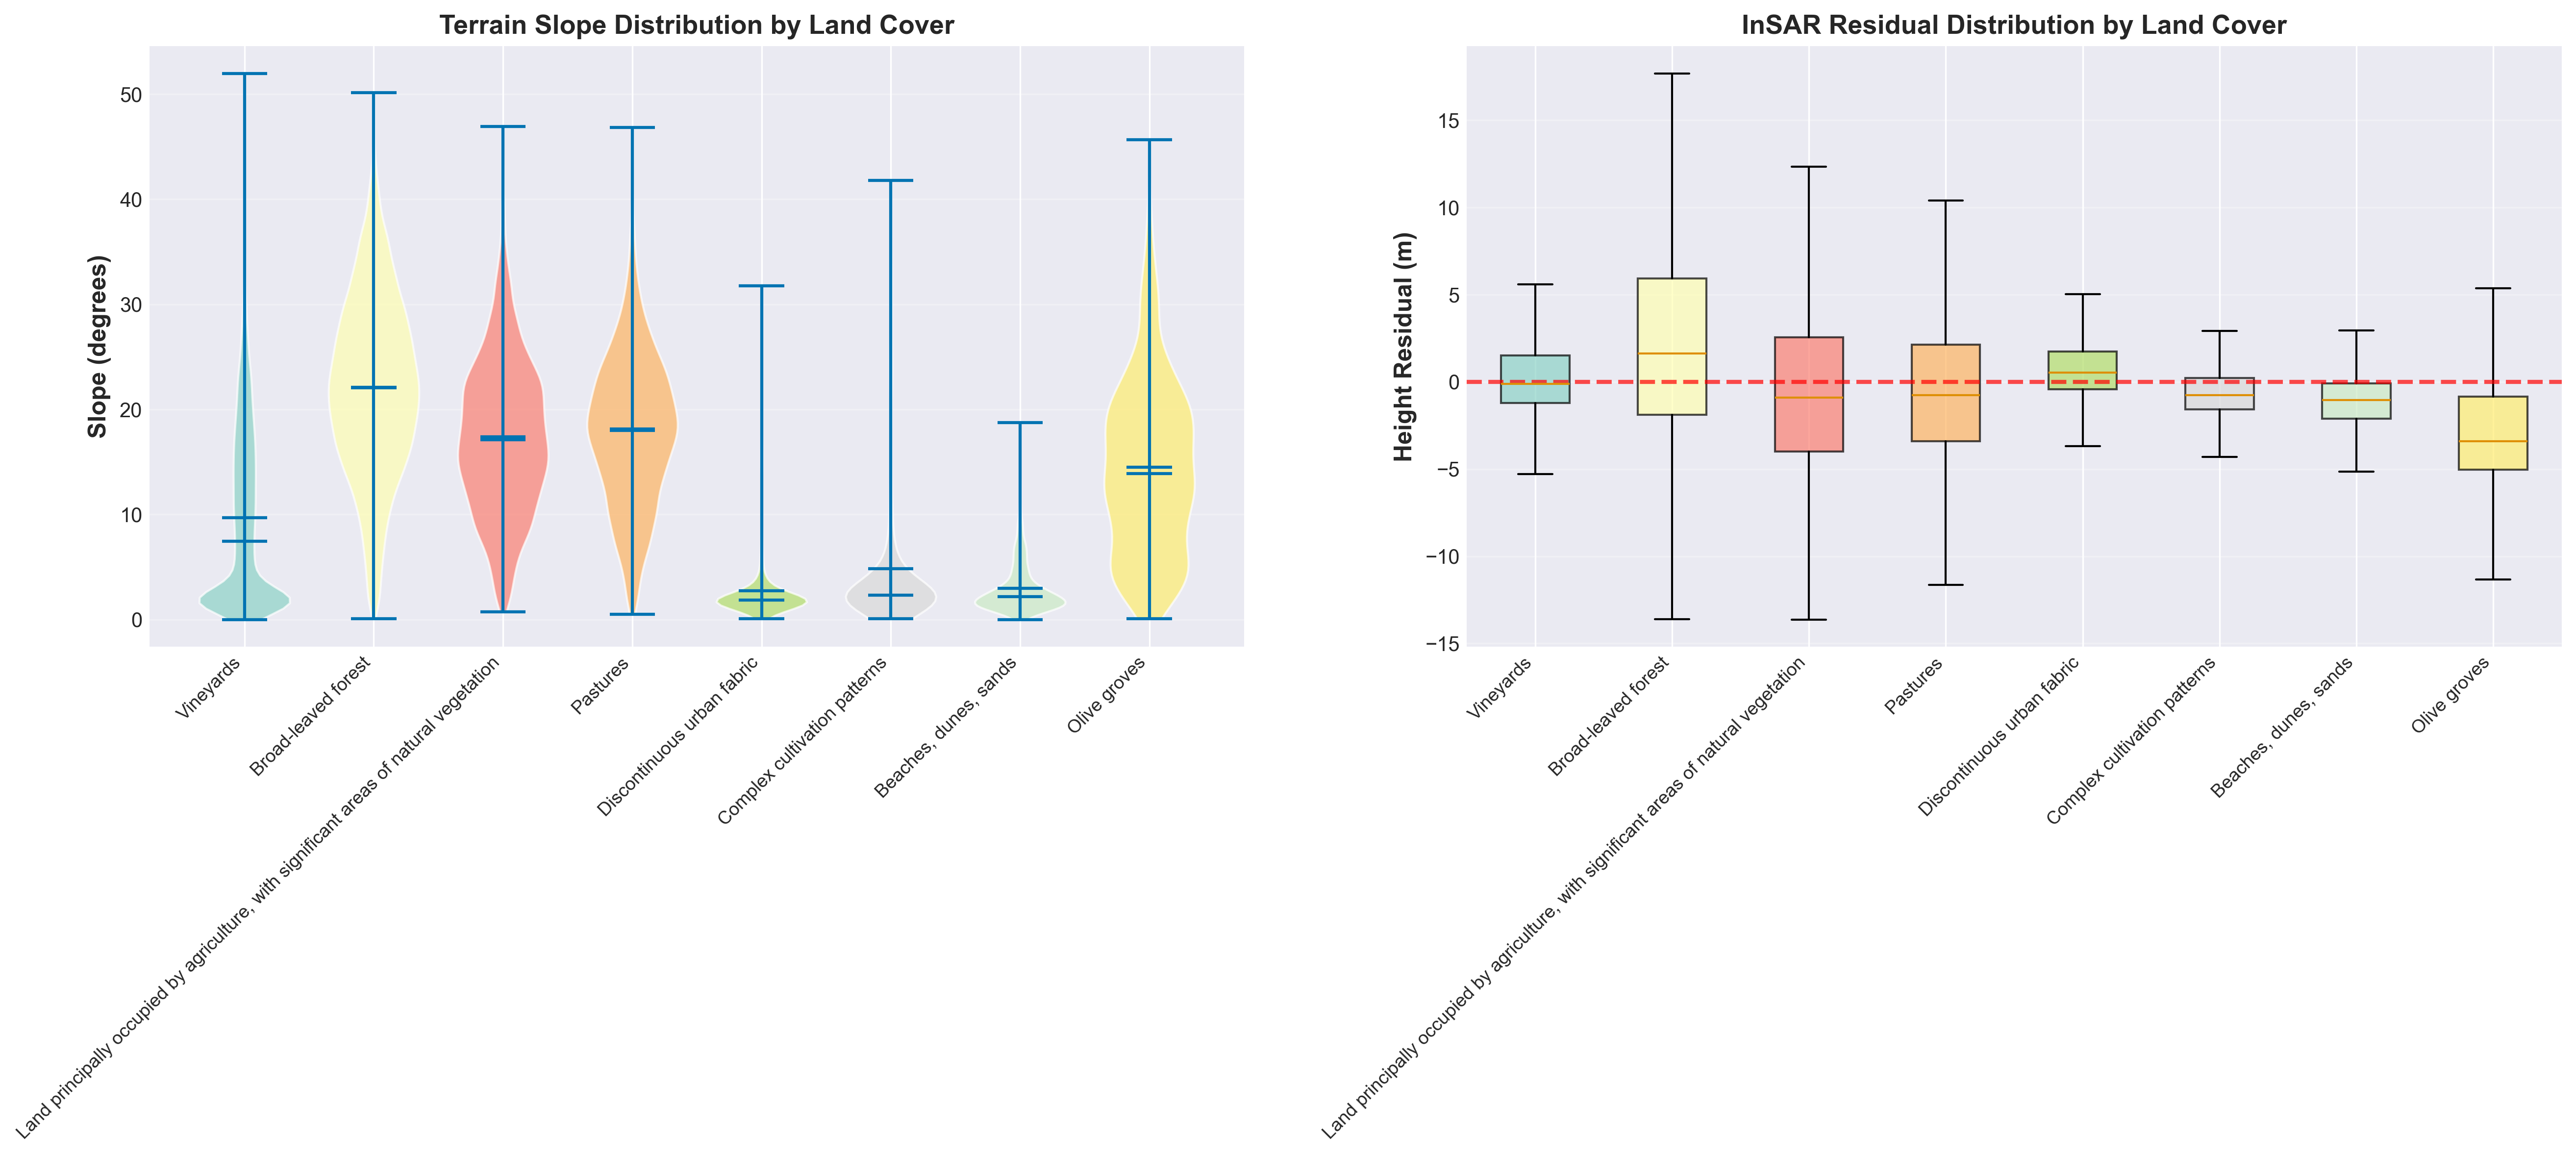 Terrain Slope Distribution by Land Cover
Slope (degrees)
50
40
30
20
10
0
Vineyards
Broad-leaved forest
Land principally occupied by agriculture, with significant areas of natural vegetation
Pastures
Discontinuous urban fabric
Complex cultivation patterns
Beaches, dunes, sands
Olive groves
InSAR Residual Distribution by Land Cover
Height Residual (m)
15
10
5
0
−5
−10
−15
Vineyards
Broad-leaved forest
Land principally occupied by agriculture, with significant areas of natural vegetation
Pastures
Discontinuous urban fabric
Complex cultivation patterns
Beaches, dunes, sands
Olive groves